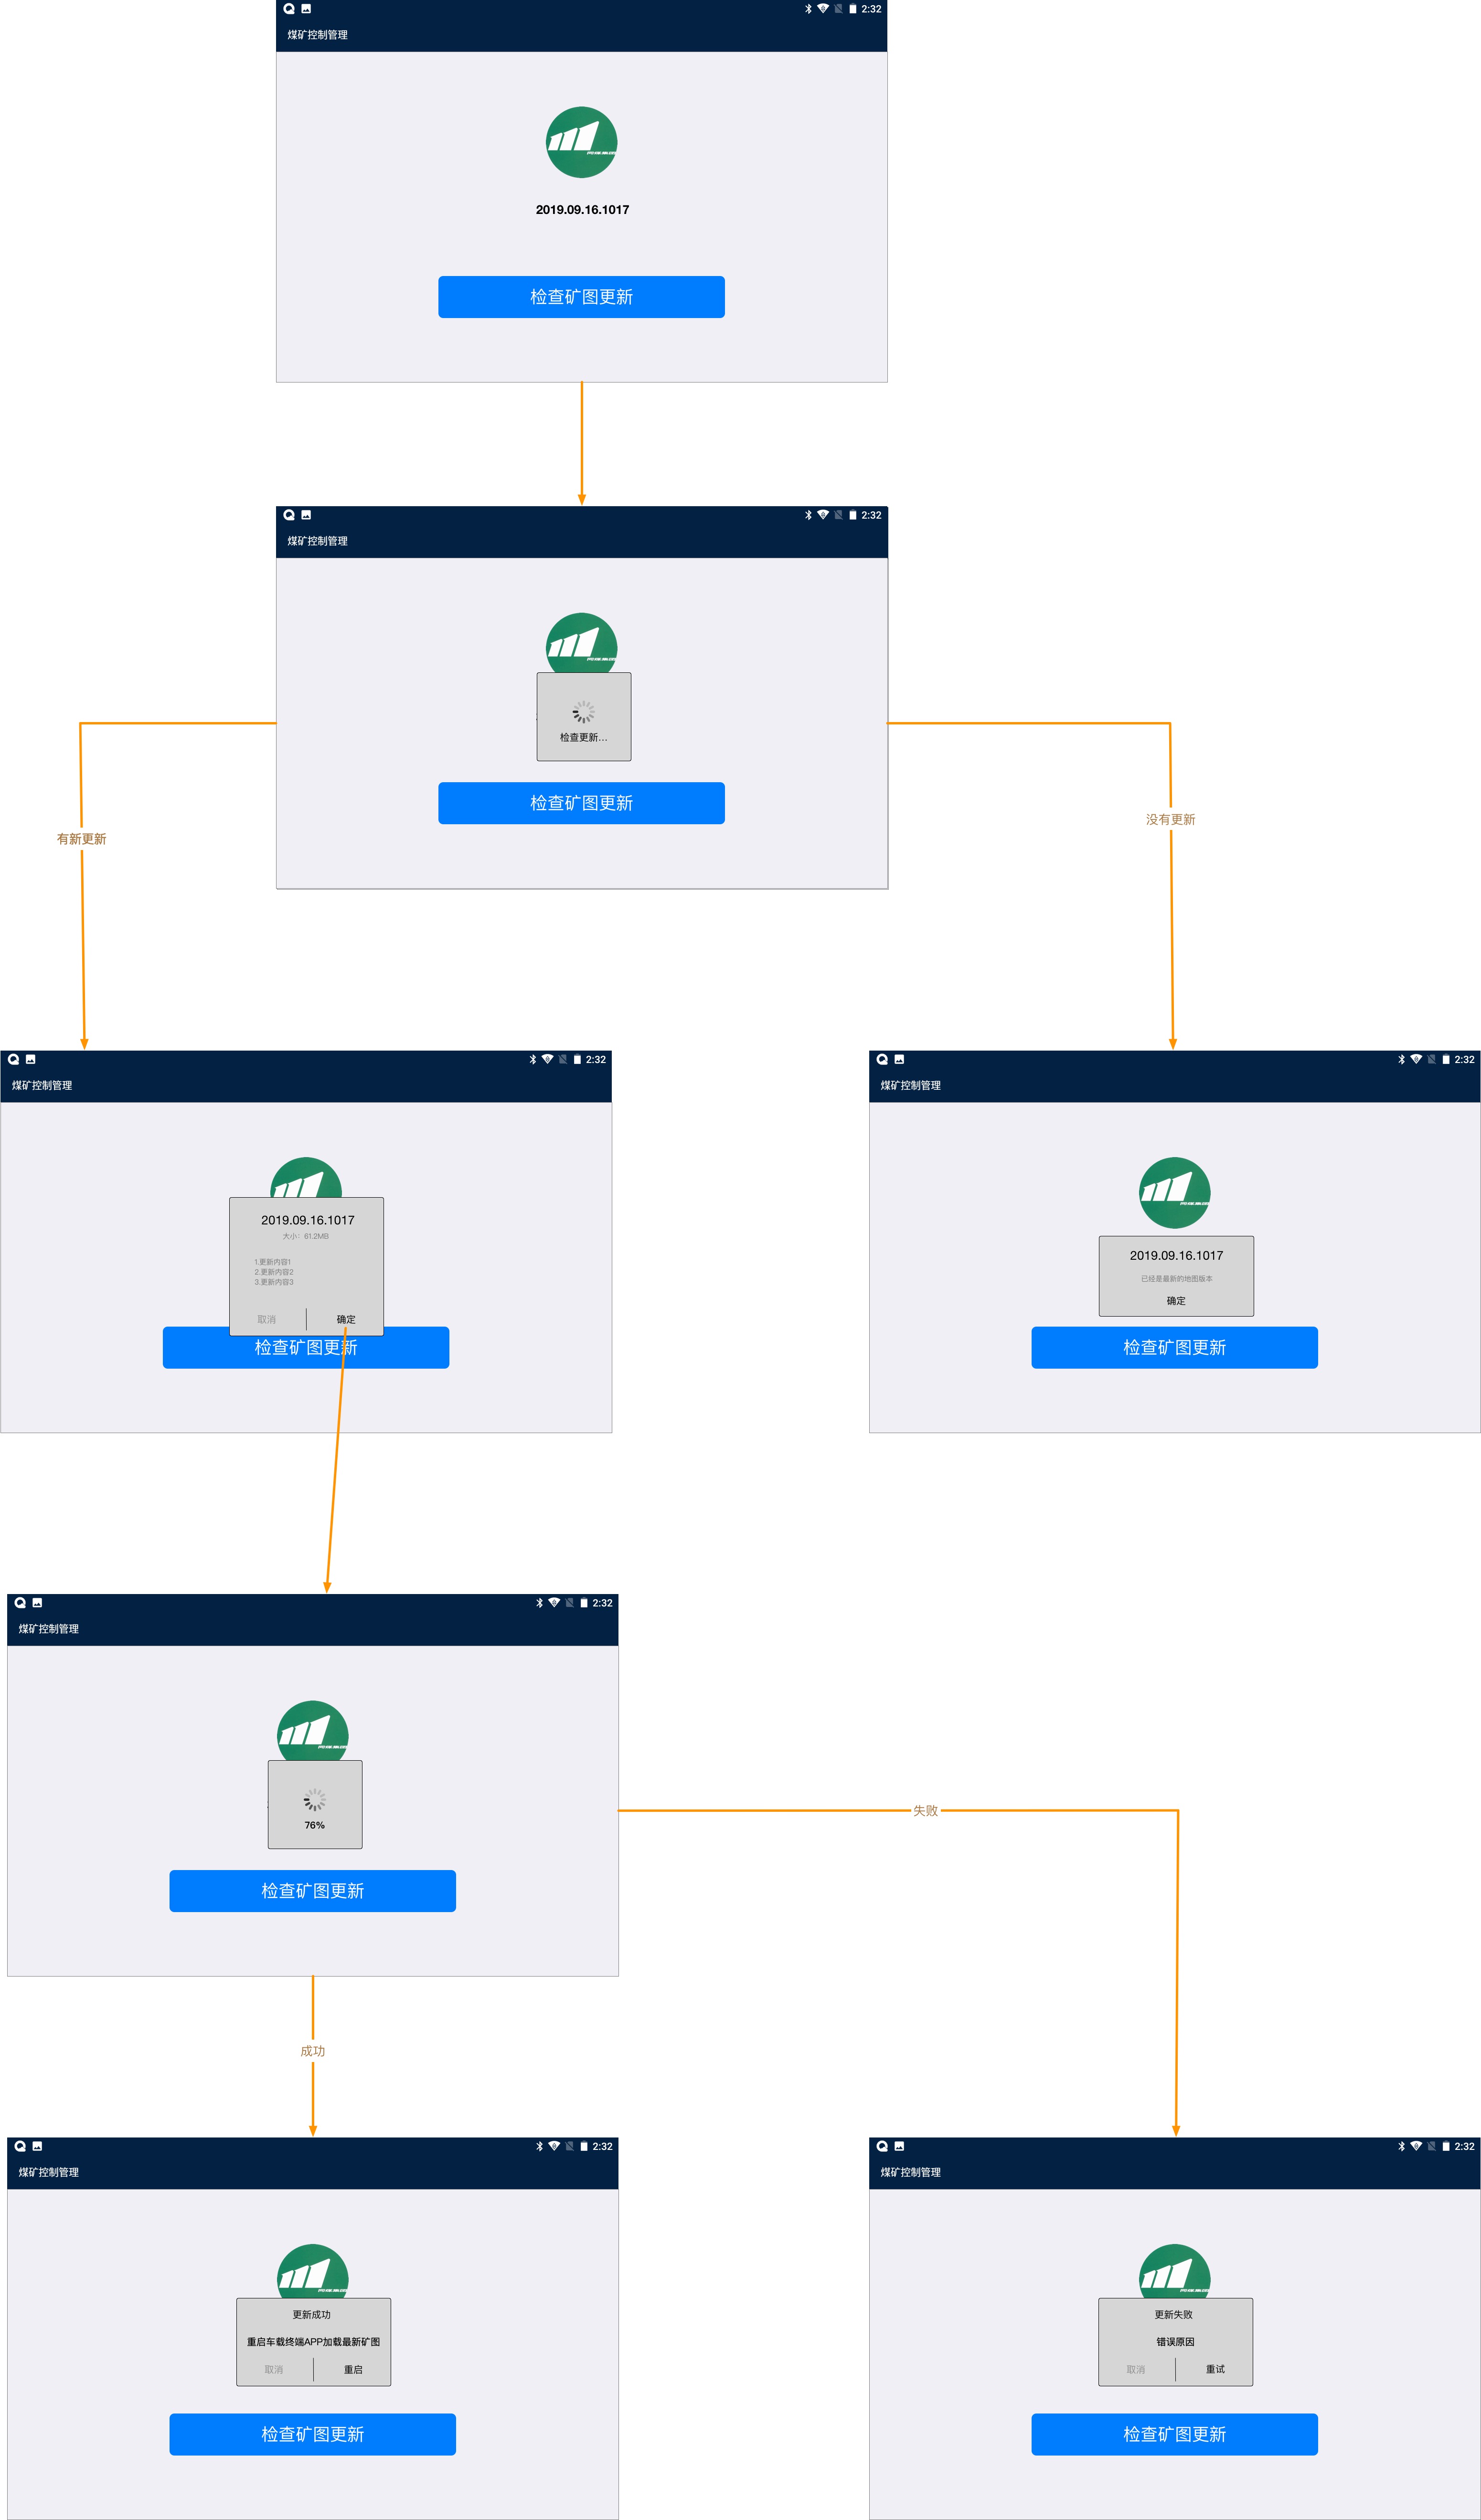 2:32
煤矿控制管理
2019.09.16.1017
检查矿图更新
2:32
煤矿控制管理
检查更新...
检查矿图更新
有新更新
没有更新
2:32
煤矿控制管理
2019.09.16.1017
大小：61.2MB
1.更新内容1
2.更新内容2
3.更新内容3
取消
确定
检查矿图更新
2:32
煤矿控制管理
2019.09.16.1017
已经是最新的地图版本
确定
检查矿图更新
2:32
煤矿控制管理
76%
检查矿图更新
失败
成功
2:32
煤矿控制管理
更新成功
重启车载终端APP加载最新矿图
取消
重启
检查矿图更新
2:32
煤矿控制管理
更新失败
错误原因
取消
重试
检查矿图更新